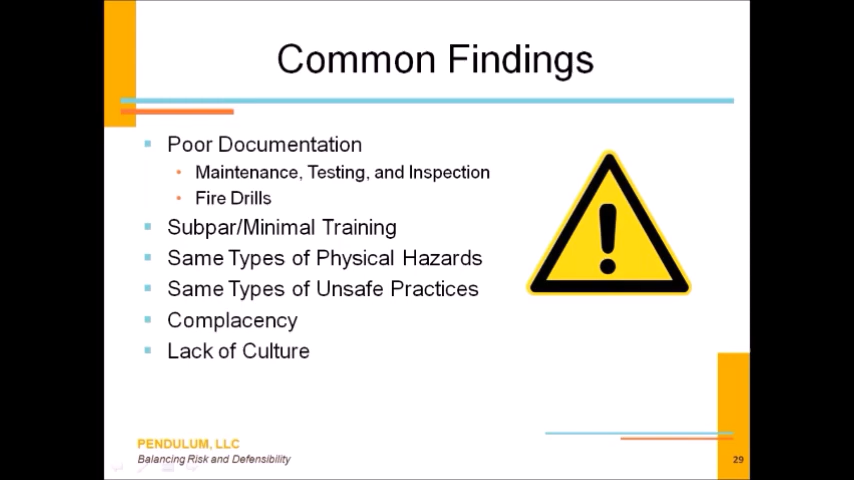 Common Findings
Poor Documentation
Maintenance, Testing, and Inspection
Fire Drills
Subpar/Minimal Training
Same Types of Physical Hazards
Same Types of Unsafe Practices
Complacency
Lack of Culture
PENDULUM, LLC
Balancing Risk and Defensibility
29